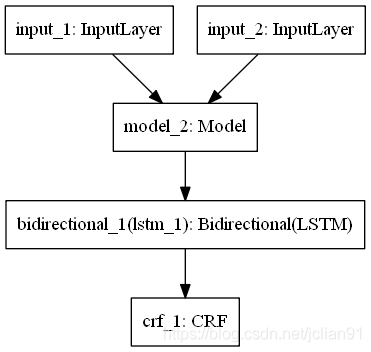 input_1: InputLayer
input_2: InputLayer
model_2: Model
bidirectional_1(lstm_1): Bidirectional(LSTM)
crf_1: CRF
https://blog.csdn.net/jclian91